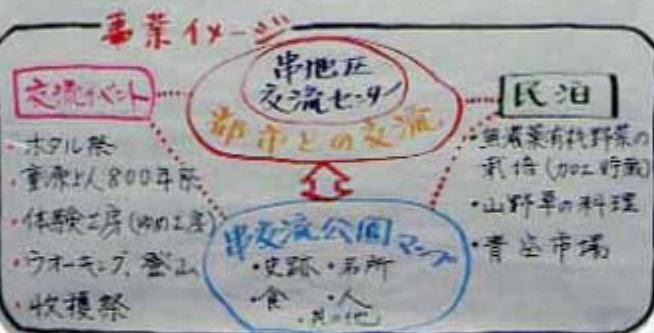 事業イメージ
串地区
交流センター
都市との交流
交流イベント
・ホタル祭
・重源上人800年祭
・体験工房
・ウオーキング、登山
・収穫祭
民泊
・無農薬有機野菜の
栽培(加工貯蔵)
・山野草の料理
・青空市場
串交流公園マップ
・史跡・名所
・食・人
・其の他